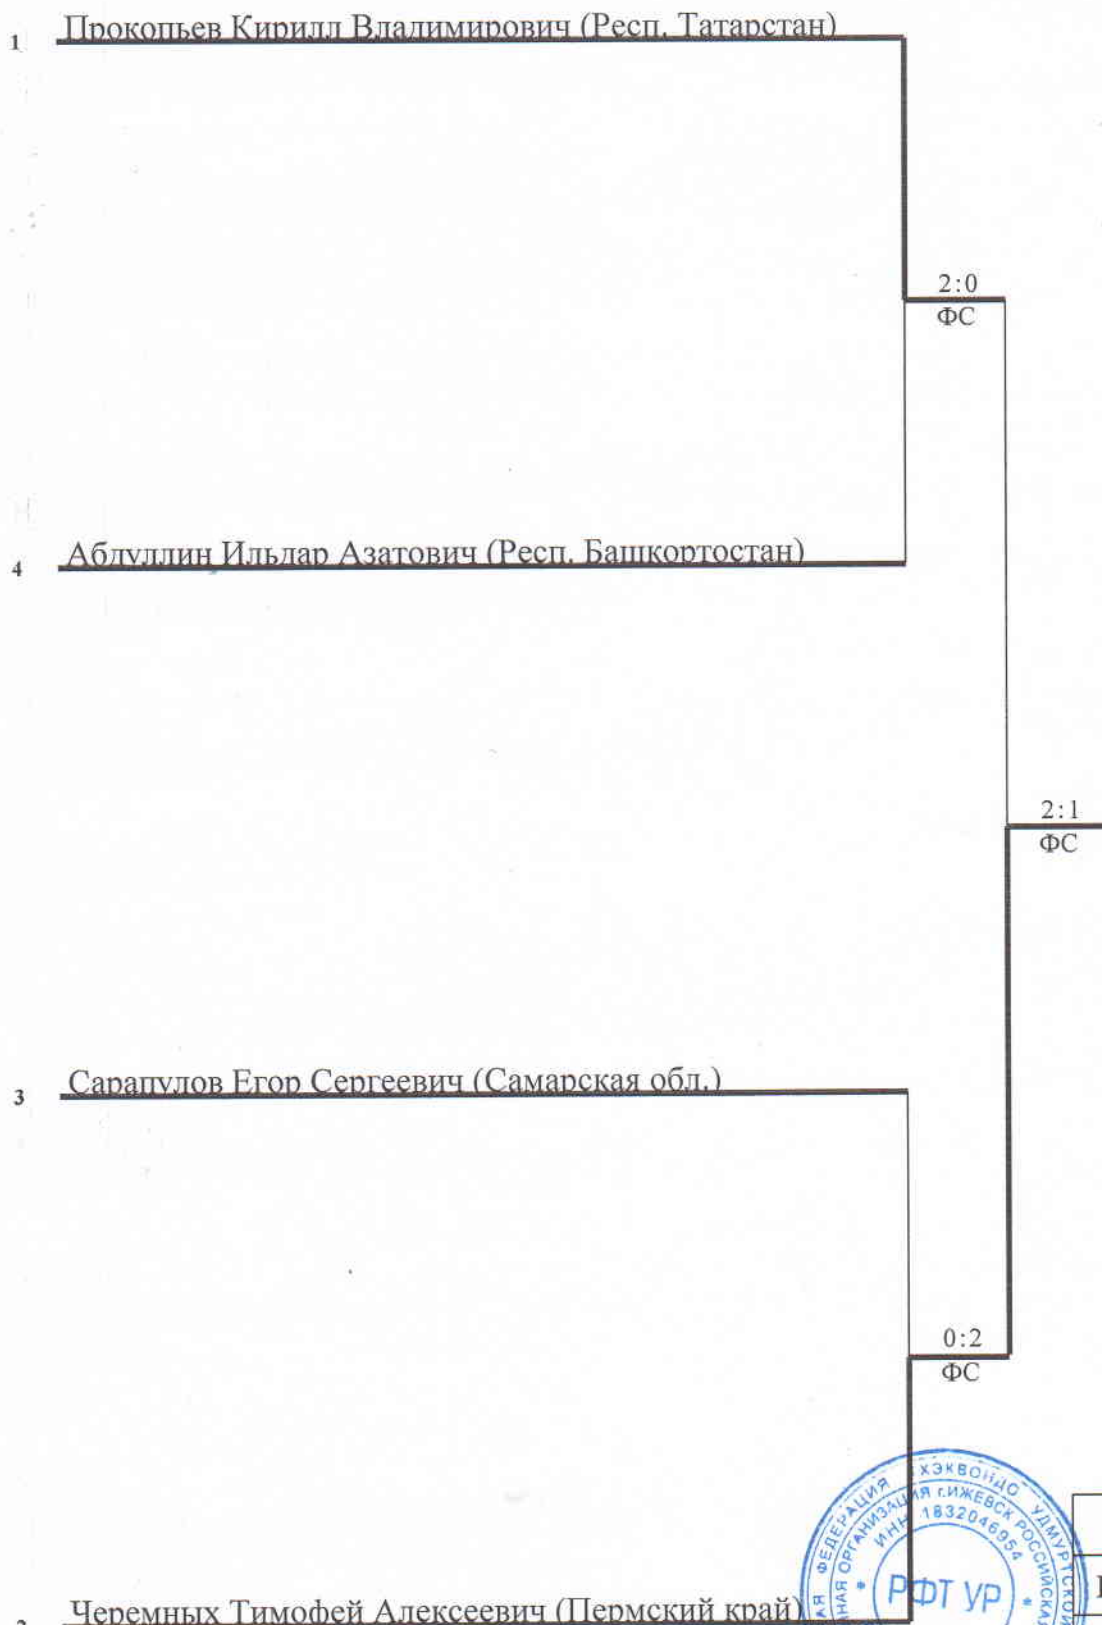 1 Прокопьев Кирилл Владимирович (Респ. Татарстан)
2:0
ФС
4 Абдуллин Ильдар Азатович (Респ. Башкортостан)
2:1
ФС
3 Сарапулов Егор Сергеевич (Самарская обл.)
0:2
ФС
ФЕДЕРАЦИЯ ТХЭКВОНДО УДМУРТСКОЙ
ОРГАНИЗАЦИЯ г.ИЖЕВСК РОССИЙСКАЯ
ИНН 1832046954
РФТ УР
Черемных Тимофей Алексеевич (Пермский край)